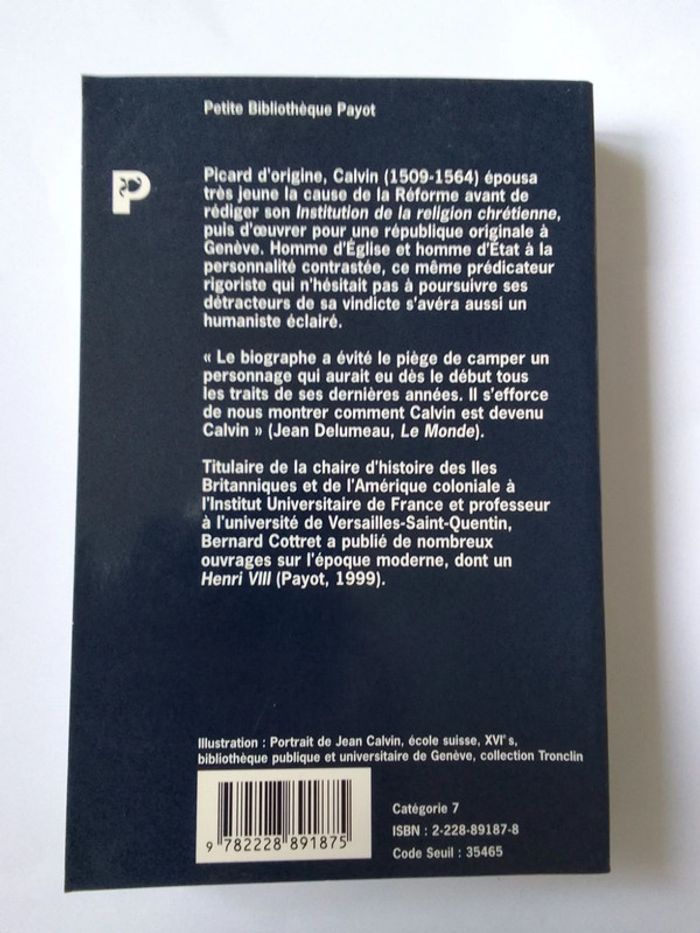 Petite Bibliothèque Payot
P
Picard d'origine, Calvin (1509-1564) épousa
très jeune la cause de la Réforme avant de
rédiger son Institution de la religion chrétienne,
puis d'œuvrer pour une république originale à
Genève. Homme d'Église et homme d'État à la
personnalité contrastée, ce même prédicateur
rigoriste qui n'hésitait pas à poursuivre ses
détracteurs de sa vindicte s'avéra aussi un
humaniste éclairé.
« Le biographe a évité le piège de camper un
personnage qui aurait eu dès le début tous
les traits de ses dernières années. Il s'efforce
de nous montrer comment Calvin est devenu
Calvin » (Jean Delumeau, Le Monde).
Titulaire de la chaire d'histoire des Iles
Britanniques et de l'Amérique coloniale à
l'Institut Universitaire de France et professeur
à l'université de Versailles-Saint-Quentin,
Bernard Cottret a publié de nombreux
ouvrages sur l'époque moderne, dont un
Henri VIII (Payot, 1999).
Illustration : Portrait de Jean Calvin, école suisse, XVIe s,
bibliothèque publique et universitaire de Genève, collection Tronclin
9 782228 891875
Catégorie 7
ISBN : 2-228-89187-8
Code Seuil : 35465